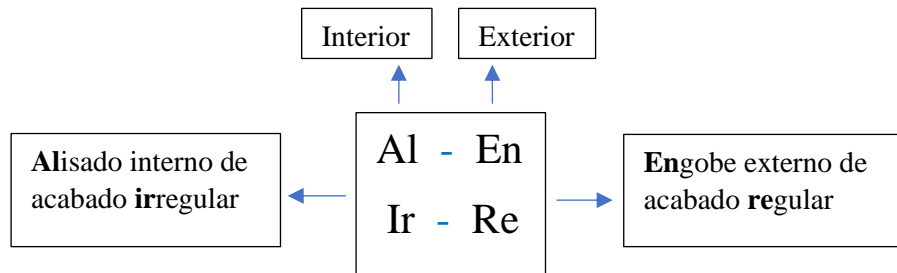 Interior
Exterior
Alisado interno de
acabado irregular
Al - En
Ir - Re
Engobe externo de
acabado regular